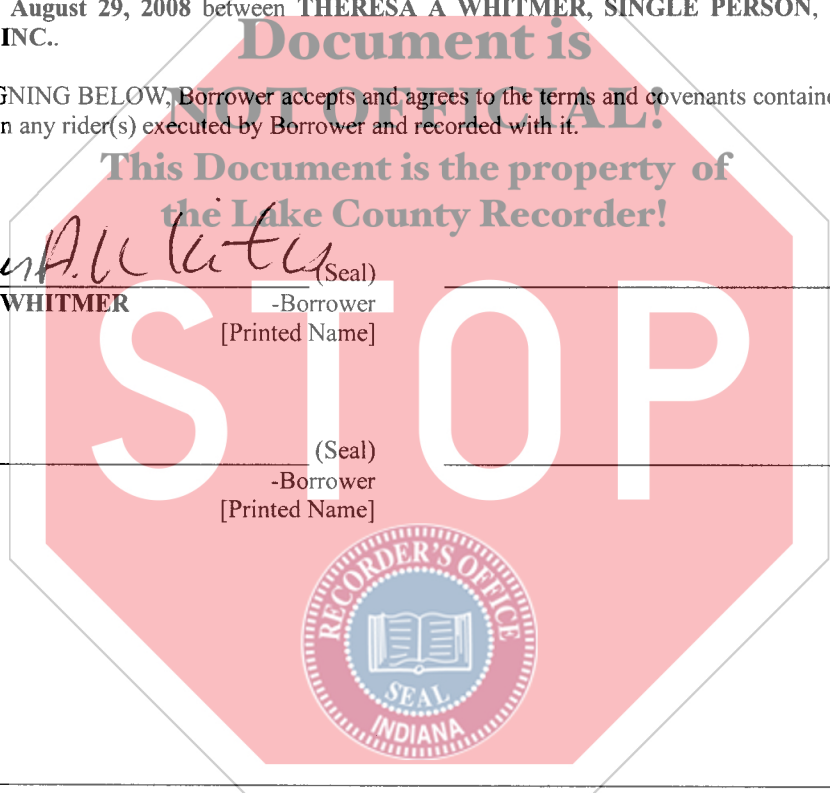 August 29, 2008 between THERESA A WHITMER, SINGLE PERSON,
INC..
Document is
GNING BELOW, Borrower accepts and agrees to the terms and covenants containe
NOT OFFICIAL!
n any rider(s) executed by Borrower and recorded with it.
This Document is the property of
the Lake County Recorder!
(Seal)
WHITMER -Borrower
[Printed Name]
STOP
(Seal)
-Borrower
[Printed Name]
RECORDER'S OFFICE
SEAL
INDIANA